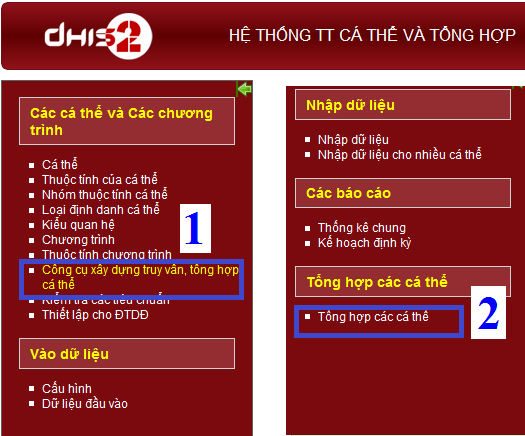 dhis2
HỆ THỐNG TT CÁ THỂ VÀ TỔNG HỢP
Các cá thể và Các chương
trình
Cá thể
Thuộc tính của cá thể
Nhóm thuộc tính cá thể
Loại định danh cá thể
Kiểu quan hệ
Chương trình
Thuộc tính chương trình
Công cụ xây dựng truy vấn, tổng hợp
cá thể
Kiểm tra các tiêu chuẩn
Thiết lập cho ĐTDĐ
1
Vào dữ liệu
Cấu hình
Dữ liệu đầu vào
Nhập dữ liệu
Nhập dữ liệu
Nhập dữ liệu cho nhiều cá thể
Các báo cáo
Thống kê chung
Kế hoạch định kỳ
Tổng hợp các cá thể
Tổng hợp các cá thể
2